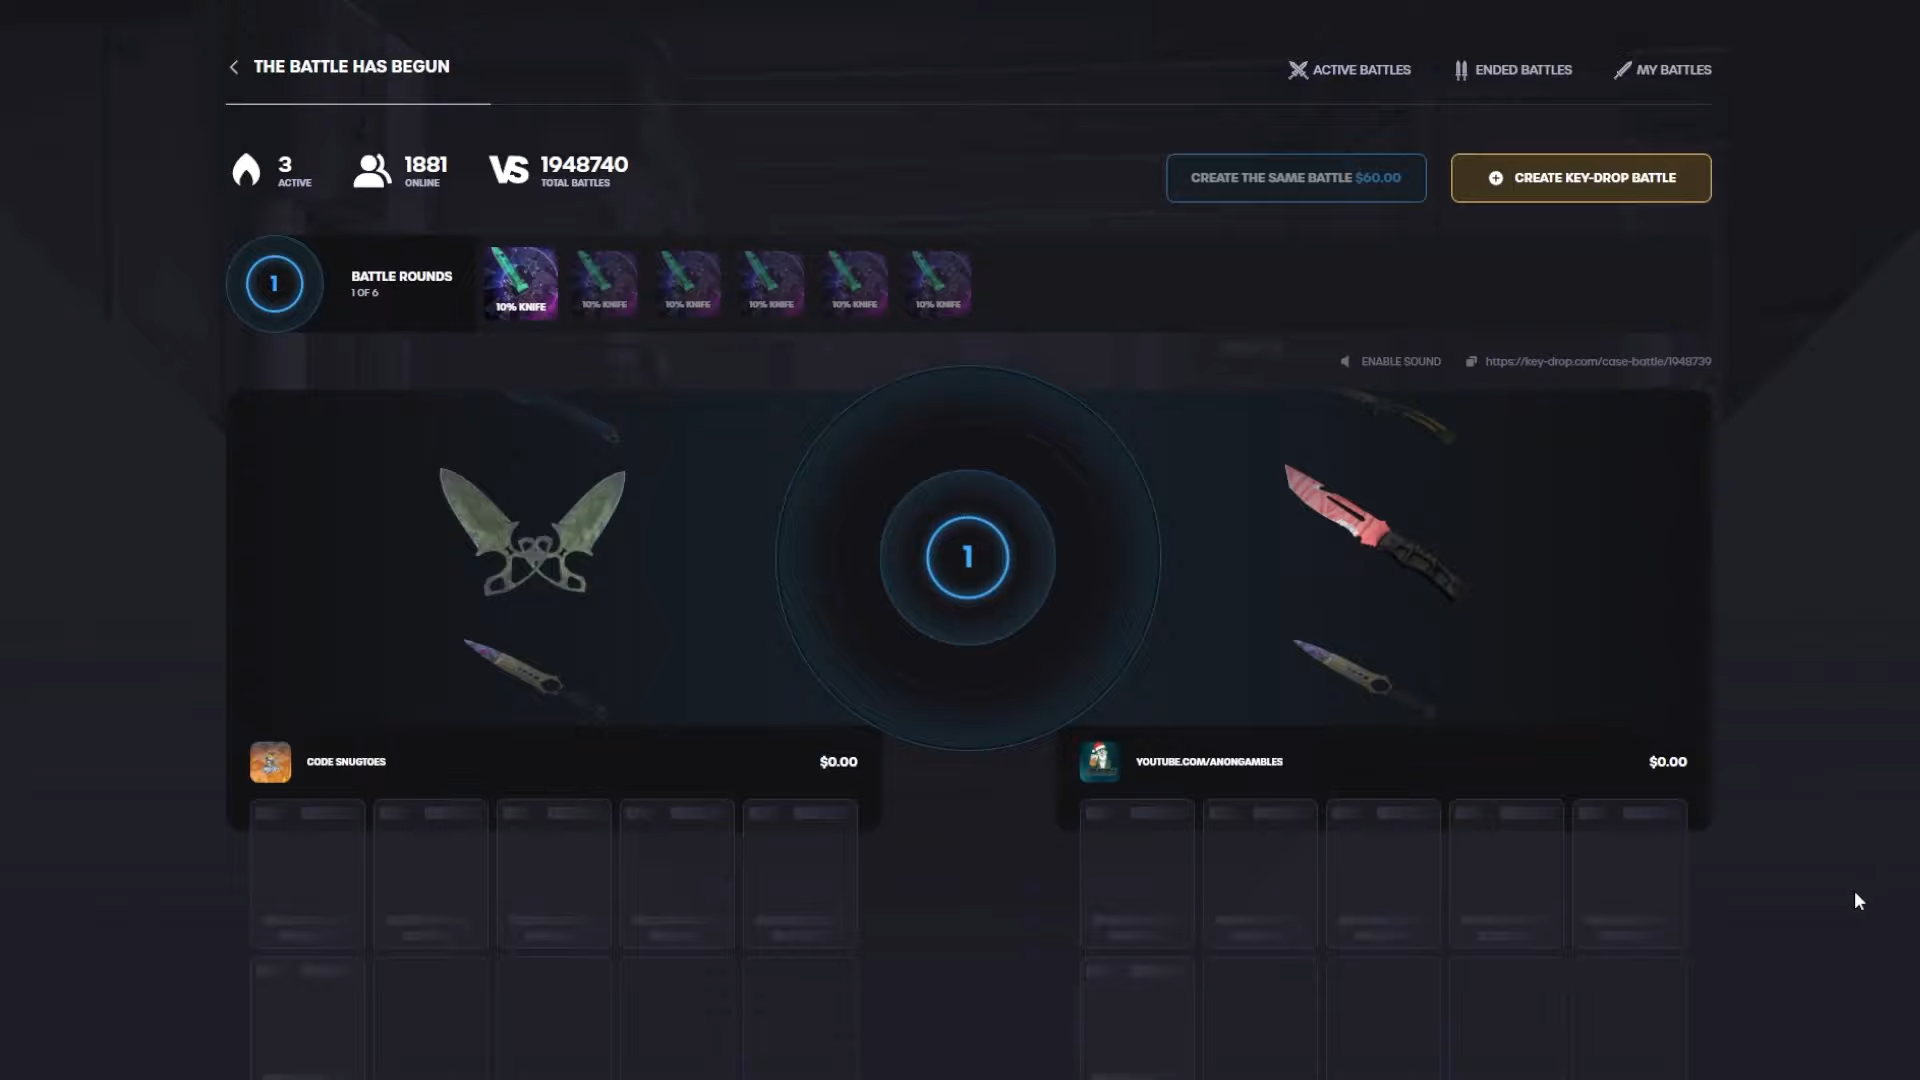 THE BATTLE HAS BEGUN
ACTIVE BATTLES
ENDED BATTLES
MY BATTLES
3
ACTIVE
1881
ONLINE
VS
1948740
TOTAL BATTLES
CREATE THE SAME BATTLE $60.00
CREATE KEY-DROP BATTLE
1
BATTLE ROUNDS
1 OF 6
10% KNIFE
10% KNIFE
10% KNIFE
10% KNIFE
10% KNIFE
10% KNIFE
ENABLE SOUND
https://key-drop.com/case-battle/1948739
1
CODE SNUGTOES
$0.00
YOUTUBE.COM/ANONGAMBLES
$0.00